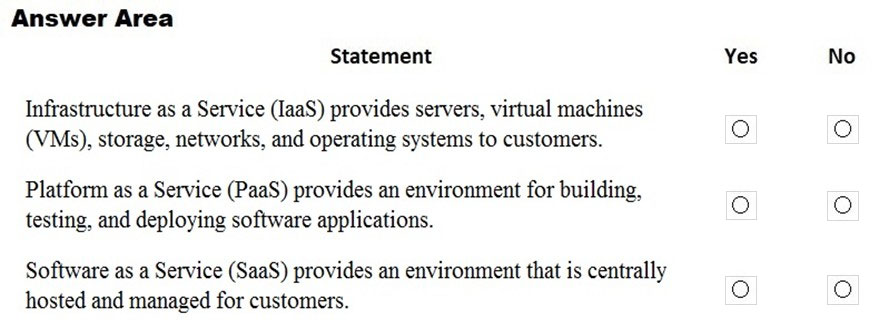 Answer Area
Statement Yes No
Infrastructure as a Service (IaaS) provides servers, virtual machines
(VMs), storage, networks, and operating systems to customers.
Platform as a Service (PaaS) provides an environment for building,
testing, and deploying software applications.
Software as a Service (SaaS) provides an environment that is centrally
hosted and managed for customers.